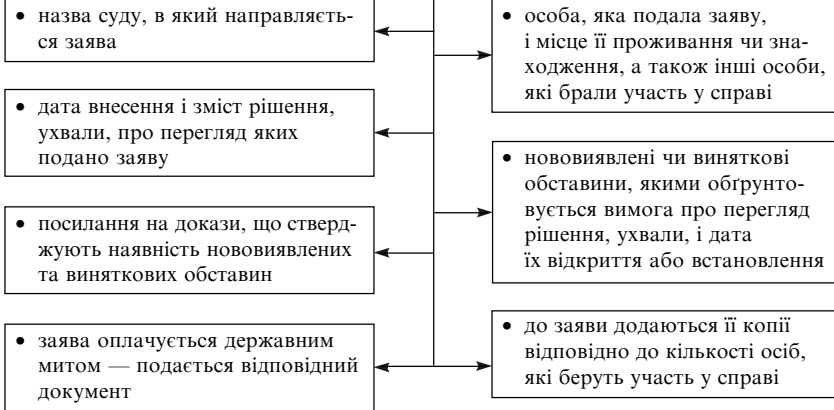 • назва суду, в який направляєть-
ся заява
• особа, яка подала заяву,
і місце її проживання чи зна-
ходження, а також інші особи,
які брали участь у справі
• дата внесення і зміст рішення,
ухвали, про перегляд яких
подано заяву
• нововиявлені чи виняткові
обставини, якими обґрунто-
вується вимога про перегляд
рішення, ухвали, і дата
їх відкриття або встановлення
• посилання на докази, що стверд-
жують наявність нововиявлених
та виняткових обставин
• заява оплачується державним
митом — подається відповідний
документ
• до заяви додаються її копії
відповідно до кількості осіб,
які беруть участь у справі